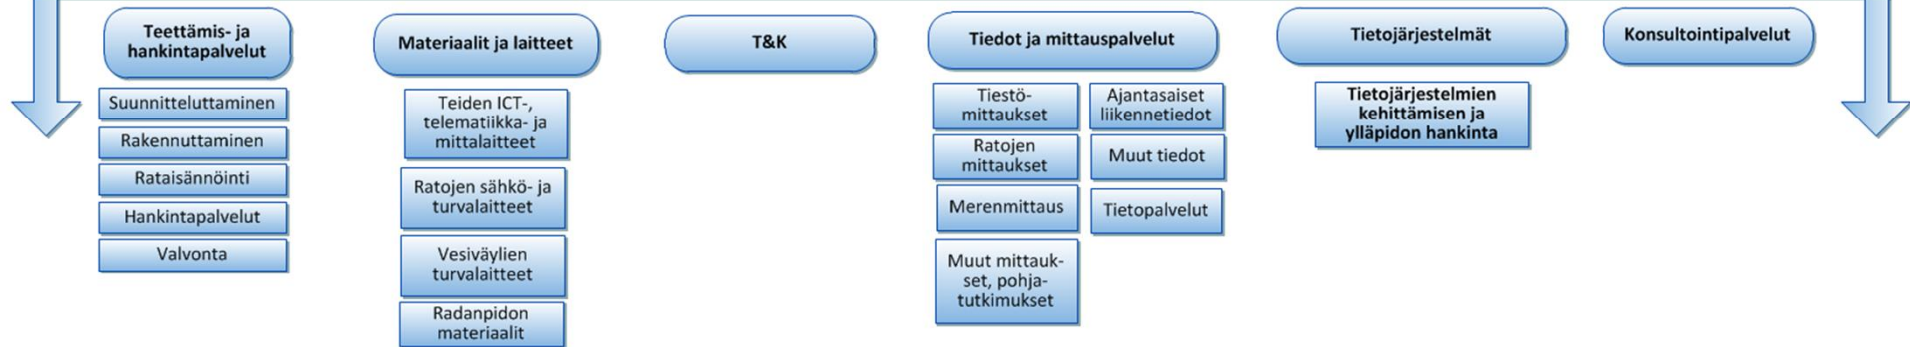 Teettämis- ja
hankintapalvelut
Suunnitteluttaminen
Rakennuttaminen
Rataisännöinti
Hankintapalvelut
Valvonta
Materiaalit ja laitteet
Teiden ICT-,
telematiikka- ja
mittalaitteet
Ratojen sähkö- ja
turvalaitteet
Vesiväylien
turvalaitteet
Radanpidon
materiaalit
T&K
Tiedot ja mittauspalvelut
Tiestö-
mittaukset
Ratojen
mittaukset
Merenmittaus
Muut mittauk-
set, pohja-
tutkimukset
Ajantasaiset
liikennetiedot
Muut tiedot
Tietopalvelut
Tietojärjestelmät
Tietojärjestelmien
kehittämisen ja
ylläpidon hankinta
Konsultointipalvelut